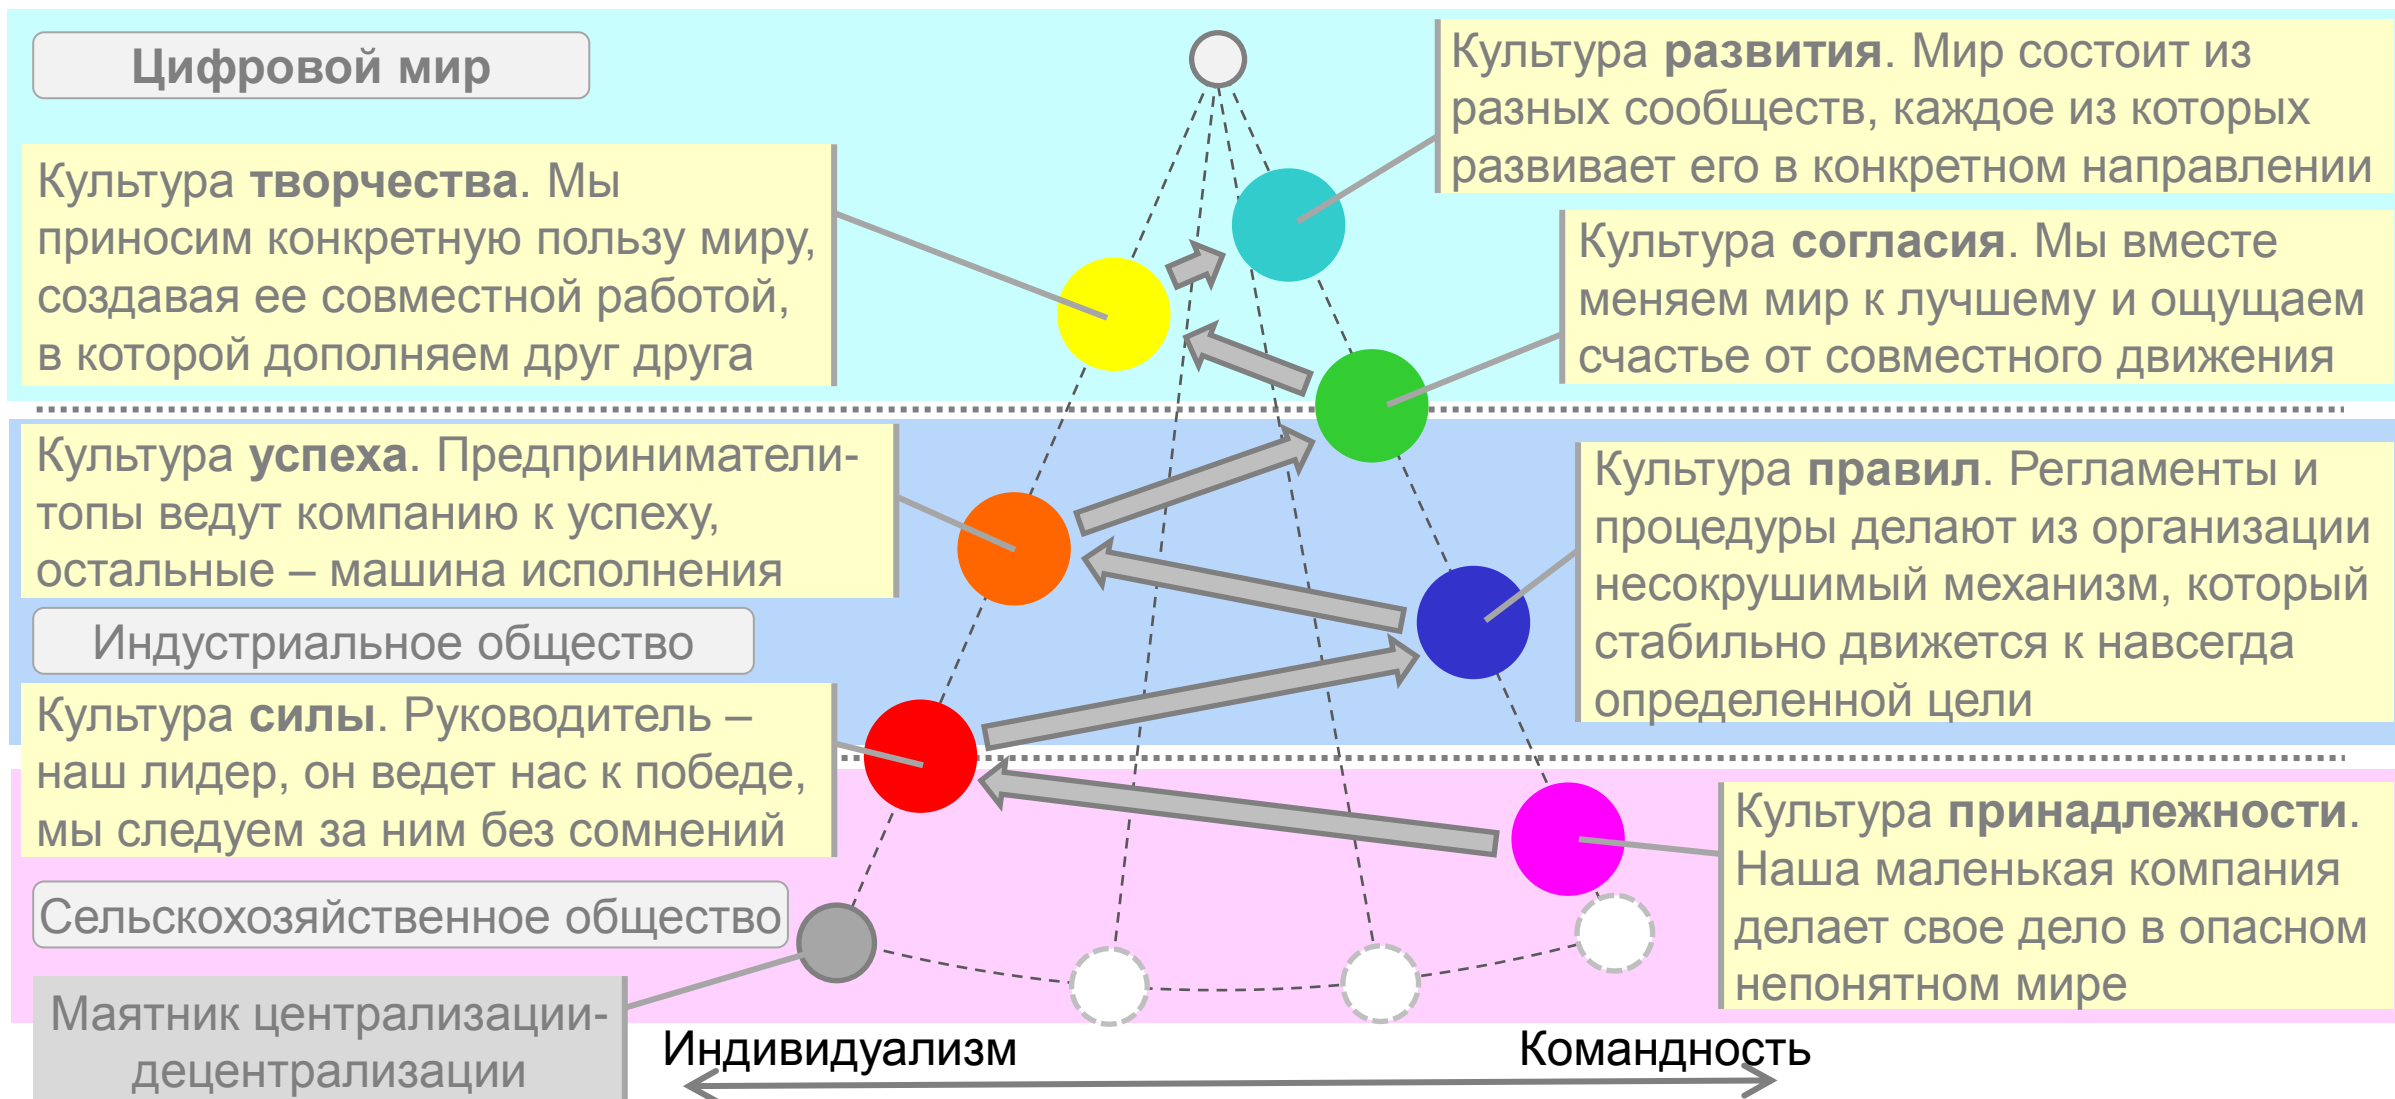 Цифровой мир
Культура развития. Мир состоит из
разных сообществ, каждое из которых
развивает его в конкретном направлении
Культура творчества. Мы
приносим конкретную пользу миру,
создавая ее совместной работой,
в которой дополняем друг друга
Культура согласия. Мы вместе
меняем мир к лучшему и ощущаем
счастье от совместного движения
Культура успеха. Предприниматели-
топы ведут компанию к успеху,
остальные – машина исполнения
Культура правил. Регламенты и
процедуры делают из организации
несокрушимый механизм, который
стабильно движется к навсегда
определенной цели
Индустриальное общество
Культура силы. Руководитель –
наш лидер, он ведет нас к победе,
мы следуем за ним без сомнений
Культура принадлежности.
Наша маленькая компания
делает свое дело в опасном
непонятном мире
Сельскохозяйственное общество
Маятник централизации-
децентрализации
Индивидуализм
Командность